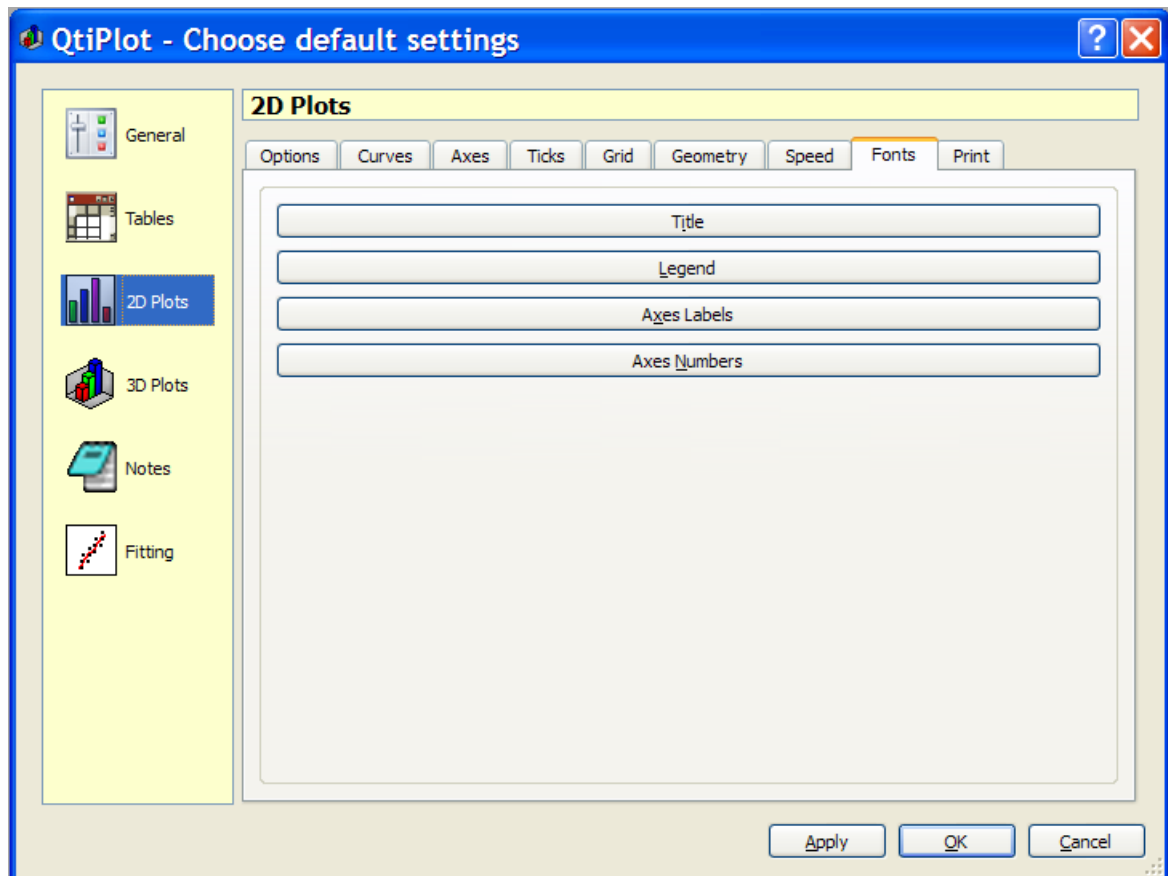 QtiPlot - Choose default settings
General
Tables
2D Plots
3D Plots
Notes
Fitting
2D Plots
Options Curves Axes Ticks Grid Geometry Speed Fonts Print
Title
Legend
Axes Labels
Axes Numbers
Apply OK Cancel